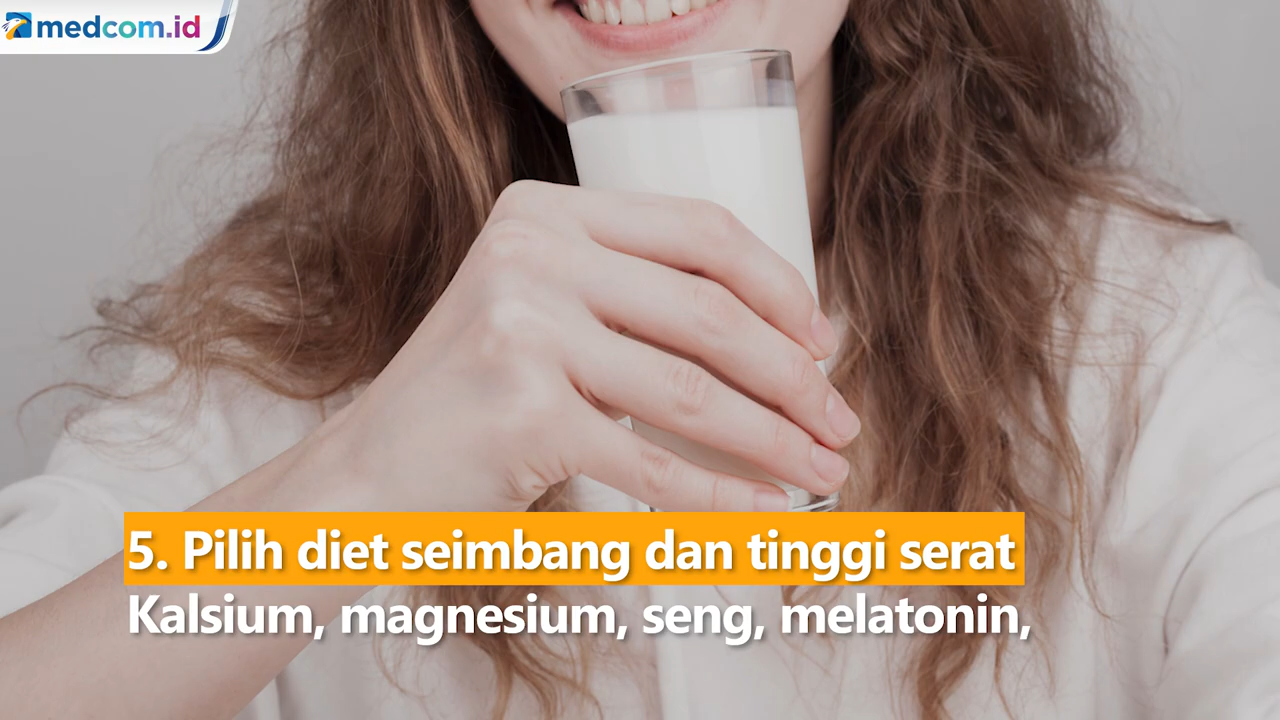 medcom.id
5. Pilih diet seimbang dan tinggi serat
Kalsium, magnesium, seng, melatonin,